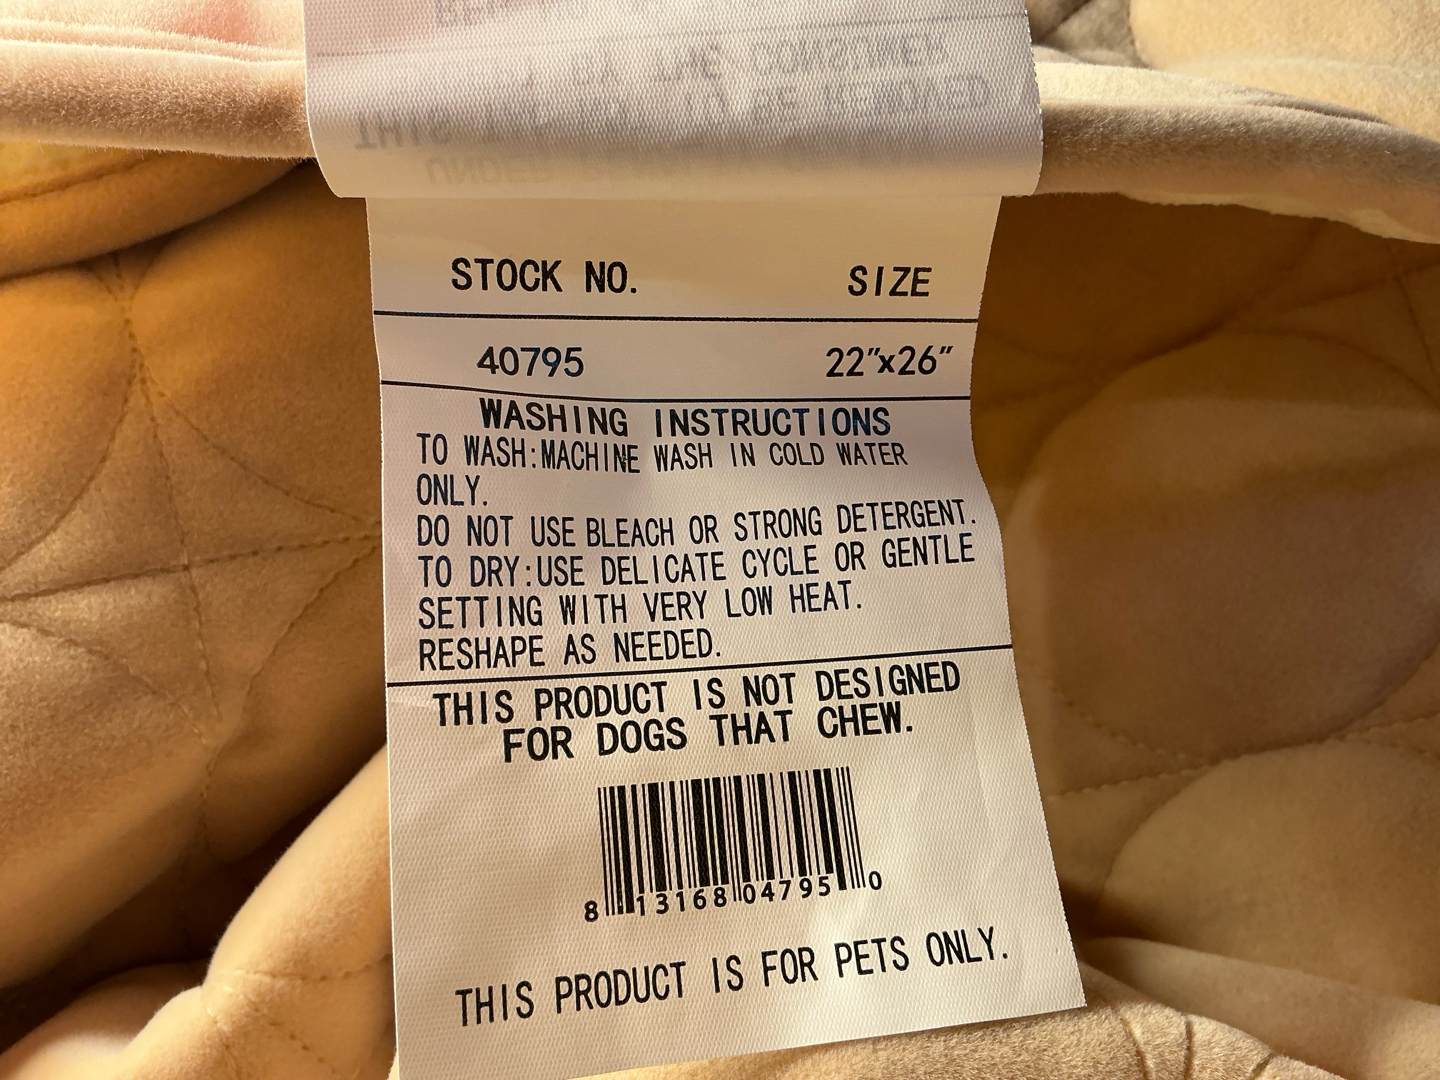 STOCK NO. SIZE
40795 22"x26"
WASHING INSTRUCTIONS
TO WASH:MACHINE WASH IN COLD WATER
ONLY.
DO NOT USE BLEACH OR STRONG DETERGENT.
TO DRY:USE DELICATE CYCLE OR GENTLE
SETTING WITH VERY LOW HEAT.
RESHAPE AS NEEDED.
THIS PRODUCT IS NOT DESIGNED
FOR DOGS THAT CHEW.
8 13168 04795 0
THIS PRODUCT IS FOR PETS ONLY.